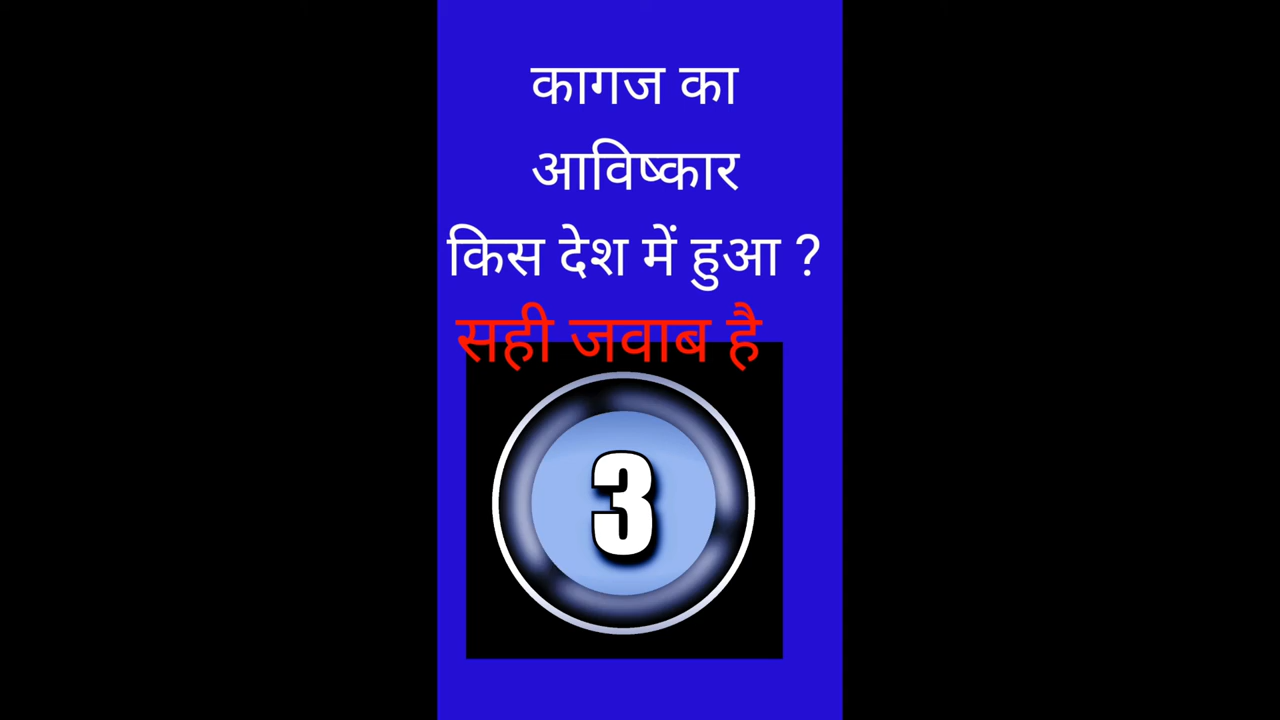 कागज का
आविष्कार
किस देश में हुआ ?
सही जवाब है
3